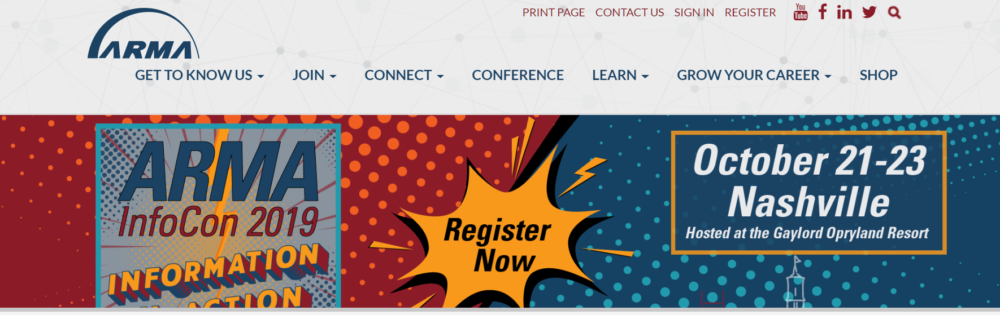 PRINT PAGE CONTACT US SIGN IN REGISTER You Tube
ARMA
GET TO KNOW US JOIN CONNECT CONFERENCE LEARN GROW YOUR CAREER SHOP
ARMA
InfoCon 2019
INFORMATION
Register
Now
October 21-23
Nashville
Hosted at the Gaylord Opryland Resort